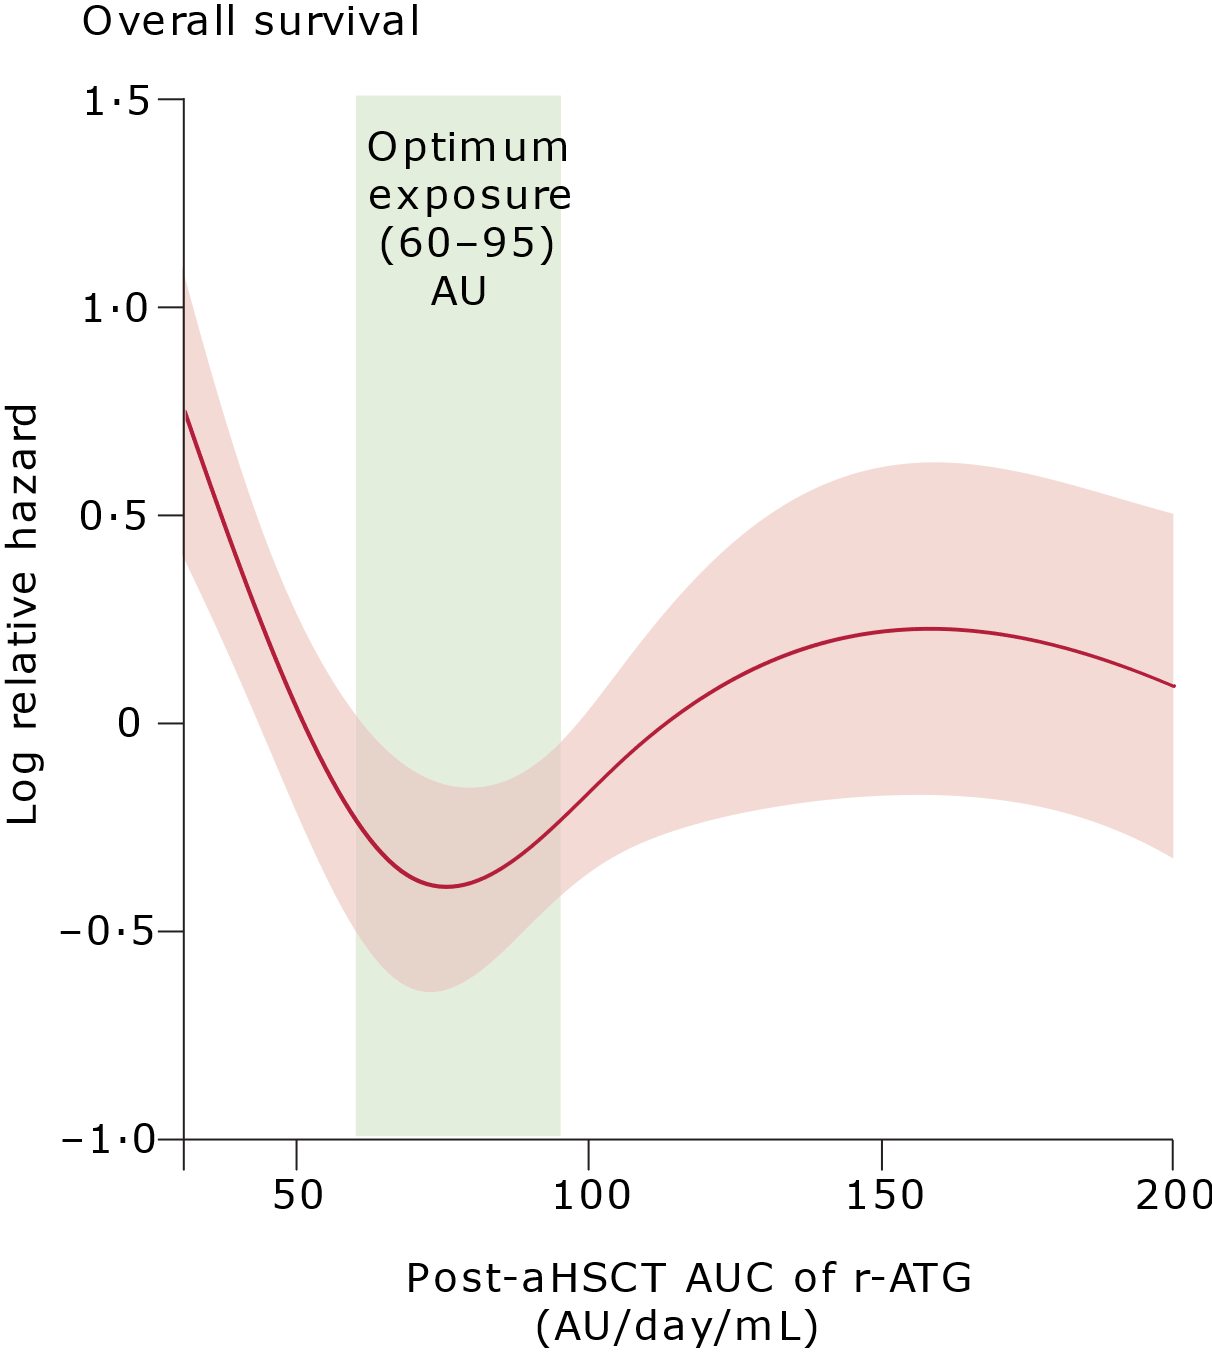 Overall survival
1·5
1·0
0·5
0
–0·5
–1·0
Log relative hazard
Optimum
exposure
(60–95)
AU
50
100
150
200
Post-aHSCT AUC of r-ATG
(AU/day/mL)